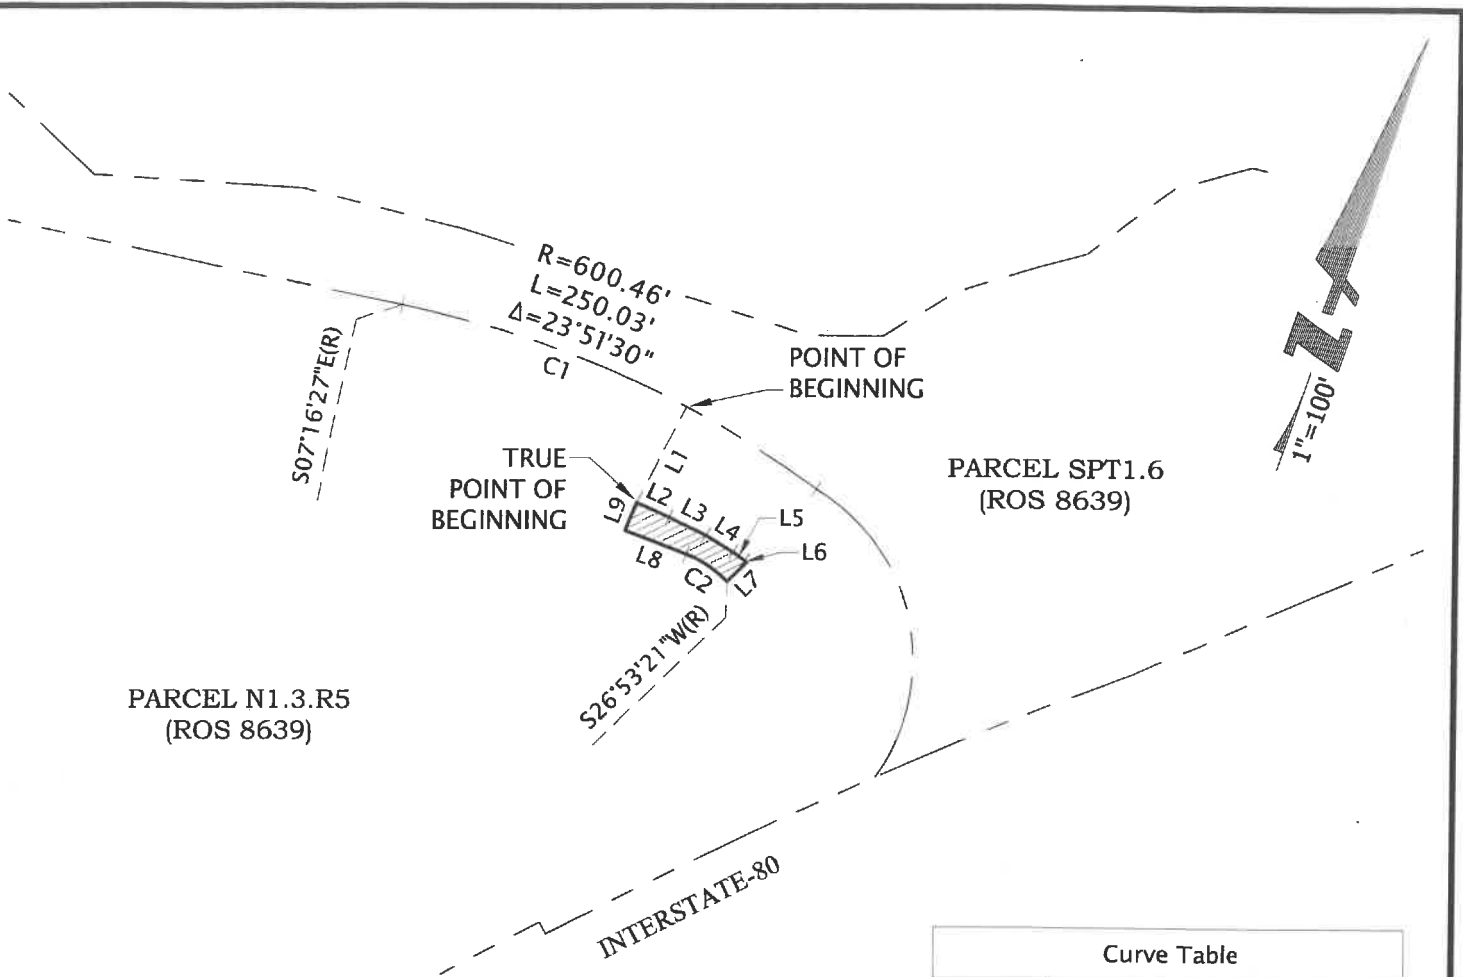 R=600.46'
L=250.03'
Δ=23°51'30"
C1
POINT OF
BEGINNING
S07°16'27"E(R)
L1
TRUE
POINT OF
BEGINNING
L9
L2
L3
L4
L5
L6
L7
L8
C2
S26°53'21"W(R)
PARCEL SPT1.6
(ROS 8639)
N
1"=100'
PARCEL N1.3.R5
(ROS 8639)
INTERSTATE-80
Curve Table